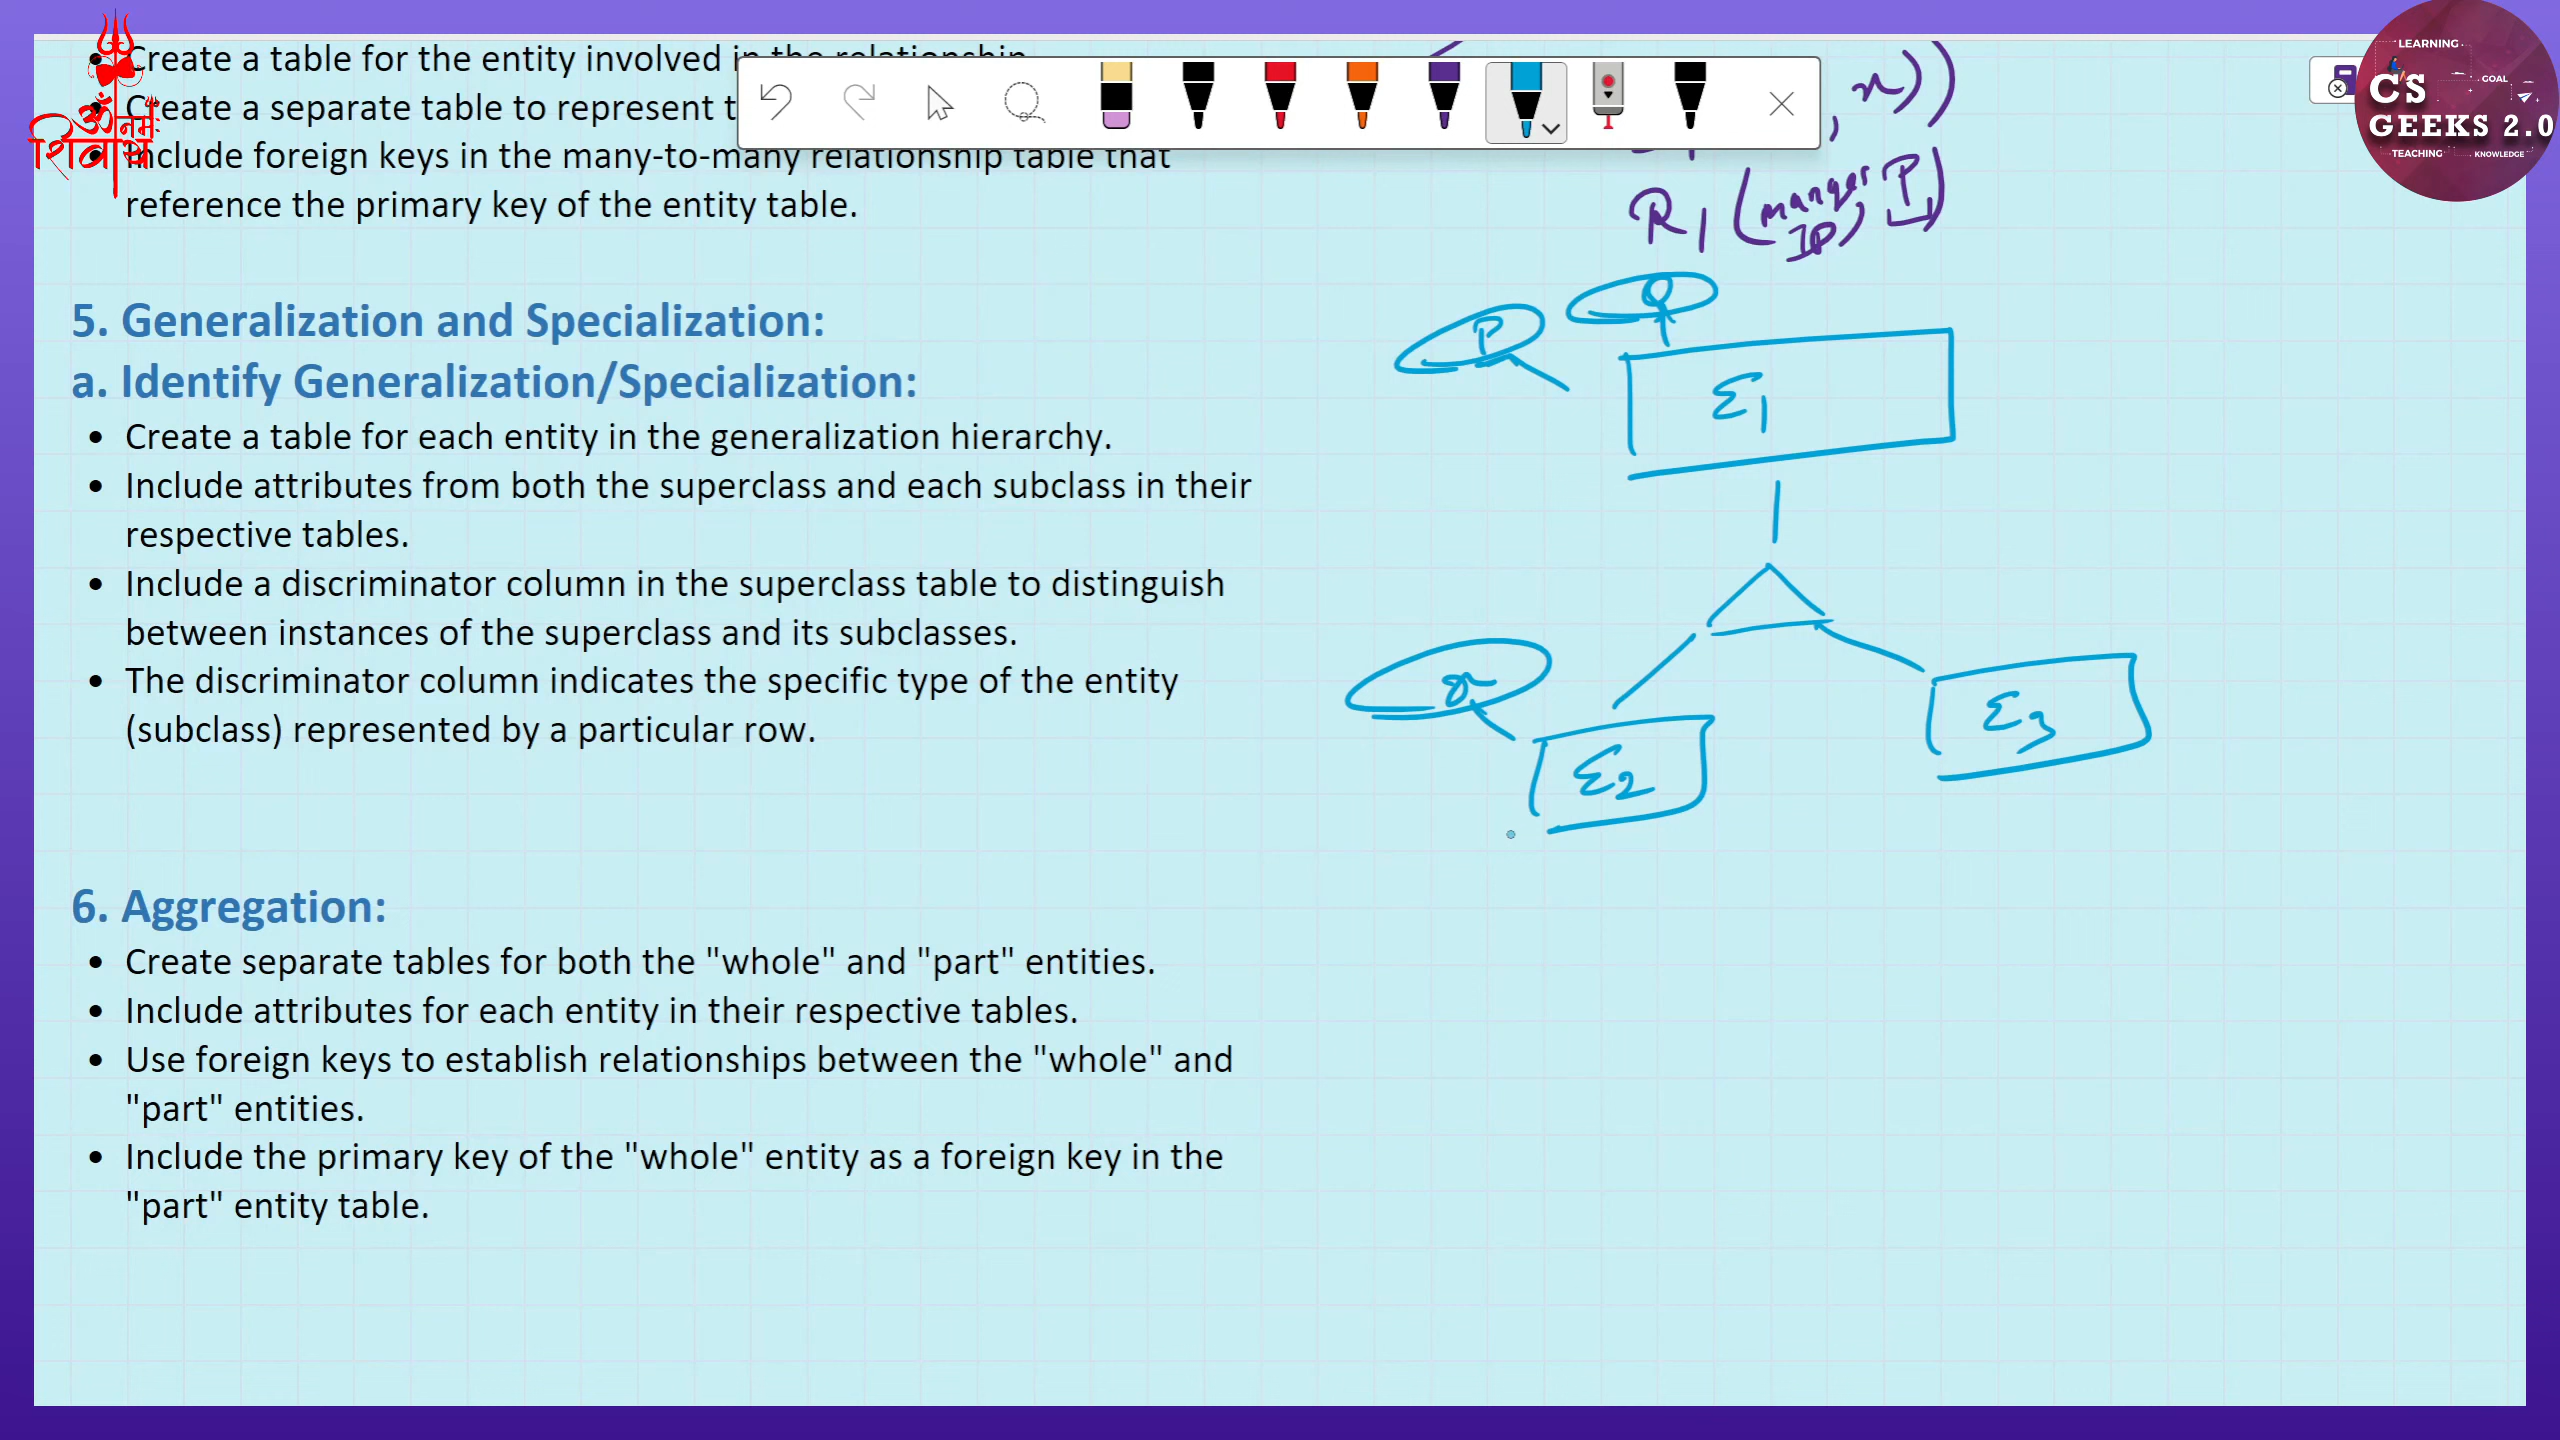 Create a table for the entity involved in the relationship
Create a separate table to represent t
Include foreign keys in the many-to-many relationship table that
reference the primary key of the entity table.
5. Generalization and Specialization:
a. Identify Generalization/Specialization:
• Create a table for each entity in the generalization hierarchy.
• Include attributes from both the superclass and each subclass in their
respective tables.
• Include a discriminator column in the superclass table to distinguish
between instances of the superclass and its subclasses.
• The discriminator column indicates the specific type of the entity
(subclass) represented by a particular row.
6. Aggregation:
• Create separate tables for both the "whole" and "part" entities.
• Include attributes for each entity in their respective tables.
• Use foreign keys to establish relationships between the "whole" and
"part" entities.
• Include the primary key of the "whole" entity as a foreign key in the
"part" entity table.
ॐ नमः
शिवाय
, n))
R1 (manger ID, P)
P
Q
E1
E2
E3
LEARNING
CS
GOAL
GEEKS 2.0
TEACHING
KNOWLEDGE